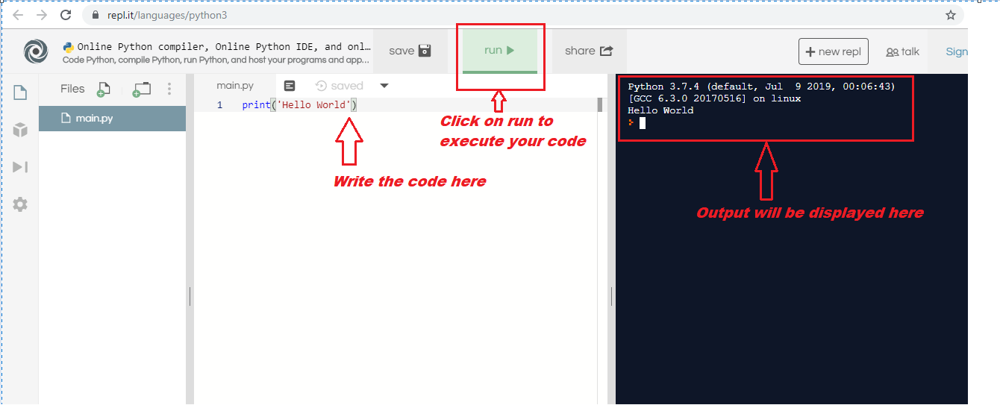 repl.it/languages/python3
Online Python compiler, Online Python IDE, and onl...
Code Python, compile Python, run Python, and host your programs and app...
save
run
share
+ new repl
talk
Sign
Files
main.py
main.py
saved
1 print('Hello World')
Click on run to
execute your code
Write the code here
Python 3.7.4 (default, Jul  9 2019, 00:06:43)
[GCC 6.3.0 20170516] on linux
Hello World
>
Output will be displayed here